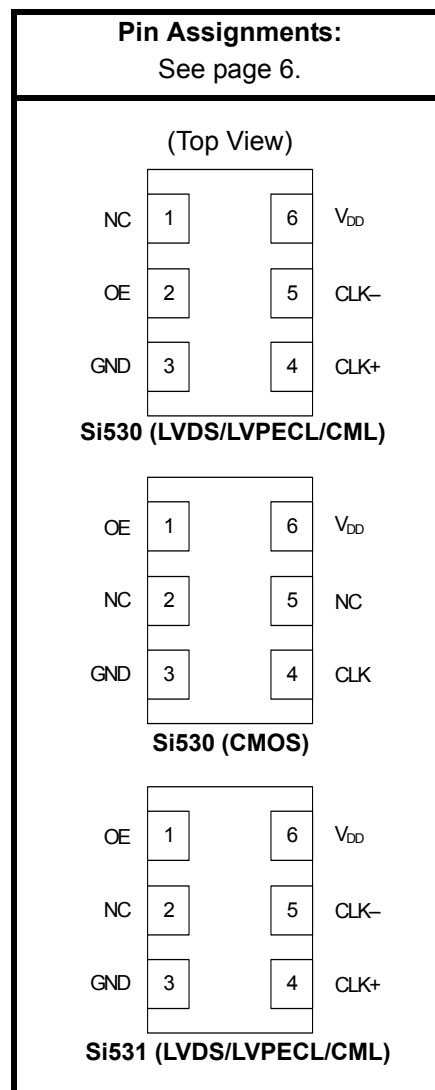 Pin Assignments:
See page 6.
(Top View)
NC 1 6 VDD
OE 2 5 CLK–
GND 3 4 CLK+
Si530 (LVDS/LVPECL/CML)
OE 1 6 VDD
NC 2 5 NC
GND 3 4 CLK
Si530 (CMOS)
OE 1 6 VDD
NC 2 5 CLK–
GND 3 4 CLK+
Si531 (LVDS/LVPECL/CML)